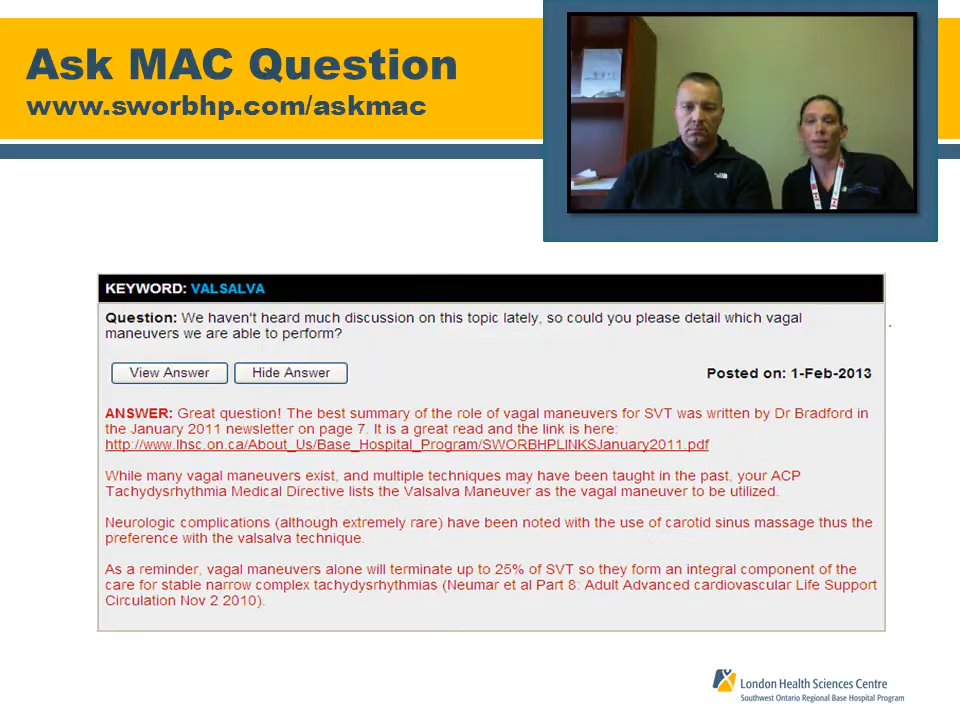 Ask MAC Question
www.sworbhp.com/askmac
KEYWORD: VALSALVA
Question: We haven't heard much discussion on this topic lately, so could you please detail which vagal
maneuvers we are able to perform?
View Answer
Hide Answer
Posted on: 1-Feb-2013
ANSWER: Great question! The best summary of the role of vagal maneuvers for SVT was written by Dr Bradford in
the January 2011 newsletter on page 7. It is a great read and the link is here:
http://www.lhsc.on.ca/About_Us/Base_Hospital_Program/SWORBHPLINKSJanuary2011.pdf
While many vagal maneuvers exist, and multiple techniques may have been taught in the past, your ACP
Tachydysrhythmia Medical Directive lists the Valsalva Maneuver as the vagal maneuver to be utilized.
Neurologic complications (although extremely rare) have been noted with the use of carotid sinus massage thus the
preference with the valsalva technique.
As a reminder, vagal maneuvers alone will terminate up to 25% of SVT so they form an integral component of the
care for stable narrow complex tachydysrhythmias (Neumar et al Part 8: Adult Advanced cardiovascular Life Support
Circulation Nov 2 2010).
London Health Sciences Centre
Southwest Ontario Regional Base Hospital Program